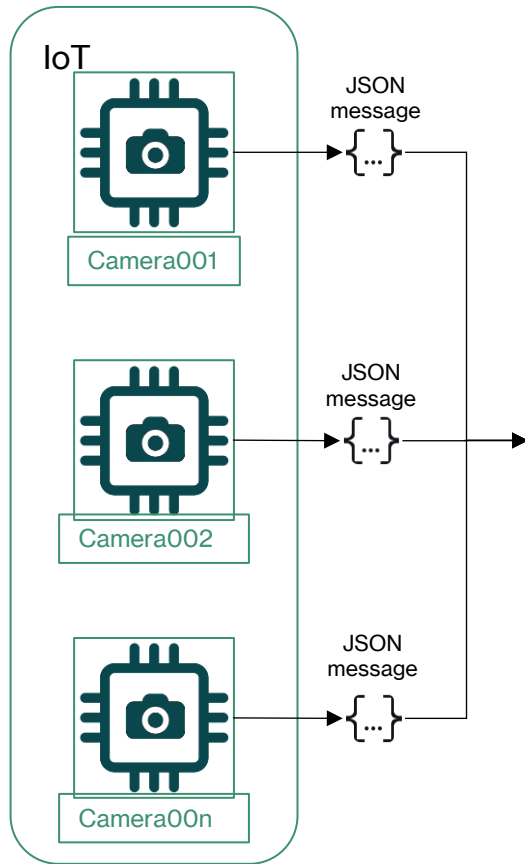 IoT
JSON
message
{...}
Camera001
JSON
message
{...}
Camera002
JSON
message
{...}
Camera00n